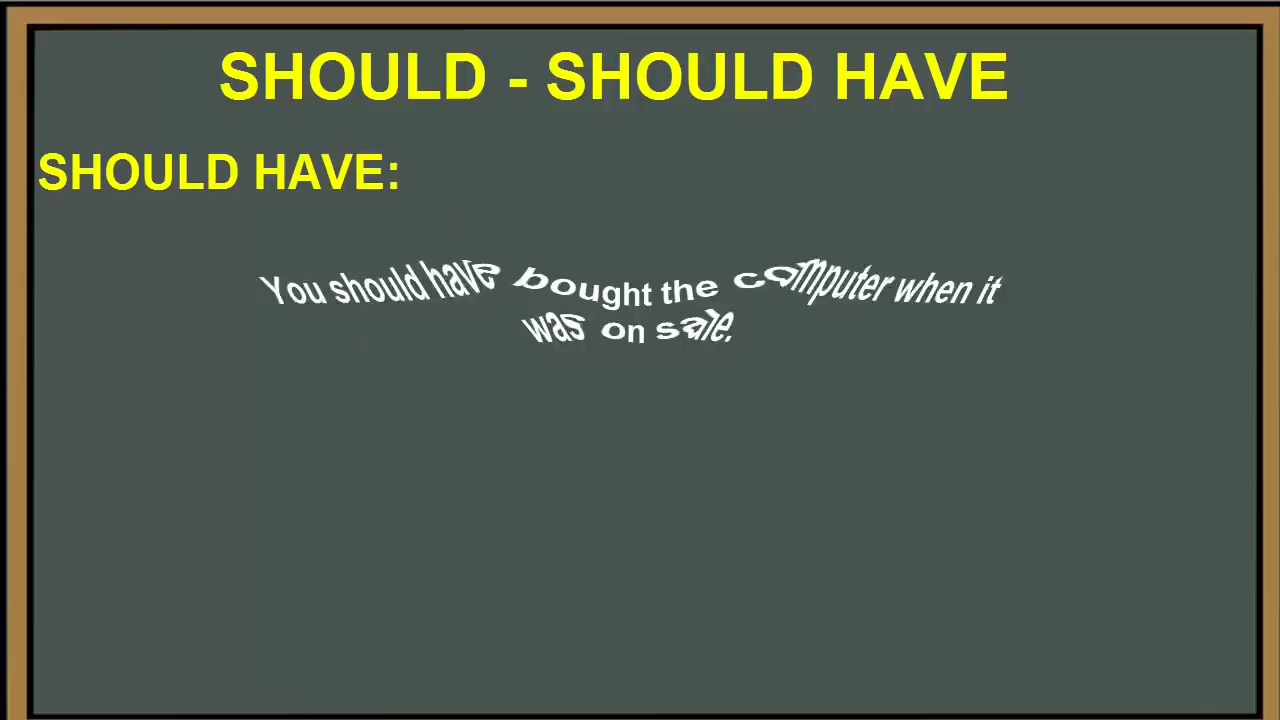 SHOULD - SHOULD HAVE
SHOULD HAVE:
You should have bought the computer when it
was on sale.